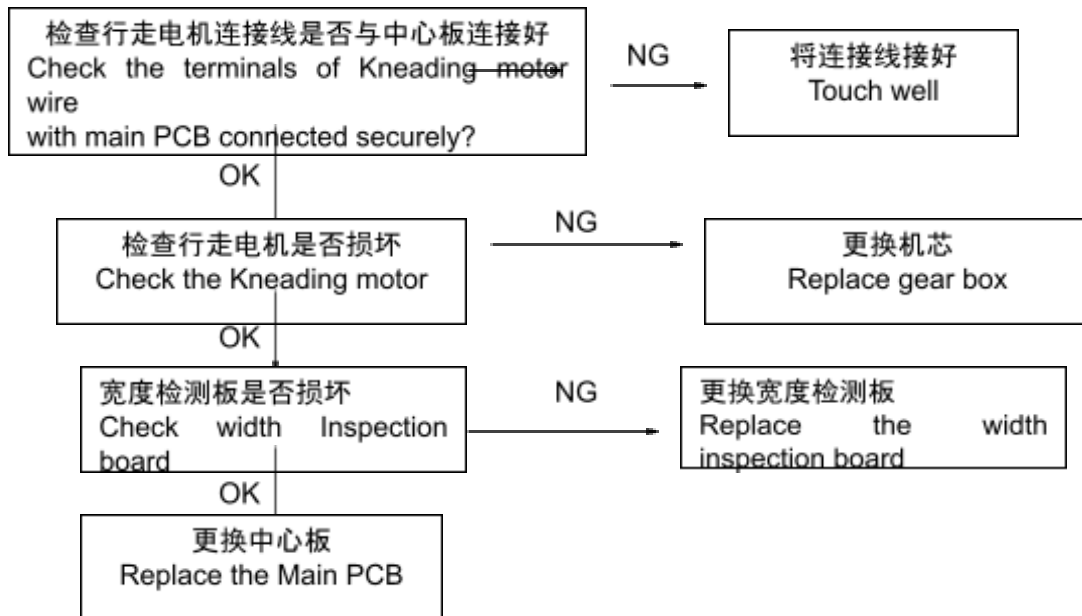 检查行走电机连接线是否与中心板连接好
Check the terminals of Kneading motor
wire
with main PCB connected securely?
NG
将连接线接好
Touch well
OK
检查行走电机是否损坏
Check the Kneading motor
NG
更换机芯
Replace gear box
OK
宽度检测板是否损坏
Check width Inspection
board
NG
更换宽度检测板
Replace the width
inspection board
OK
更换中心板
Replace the Main PCB